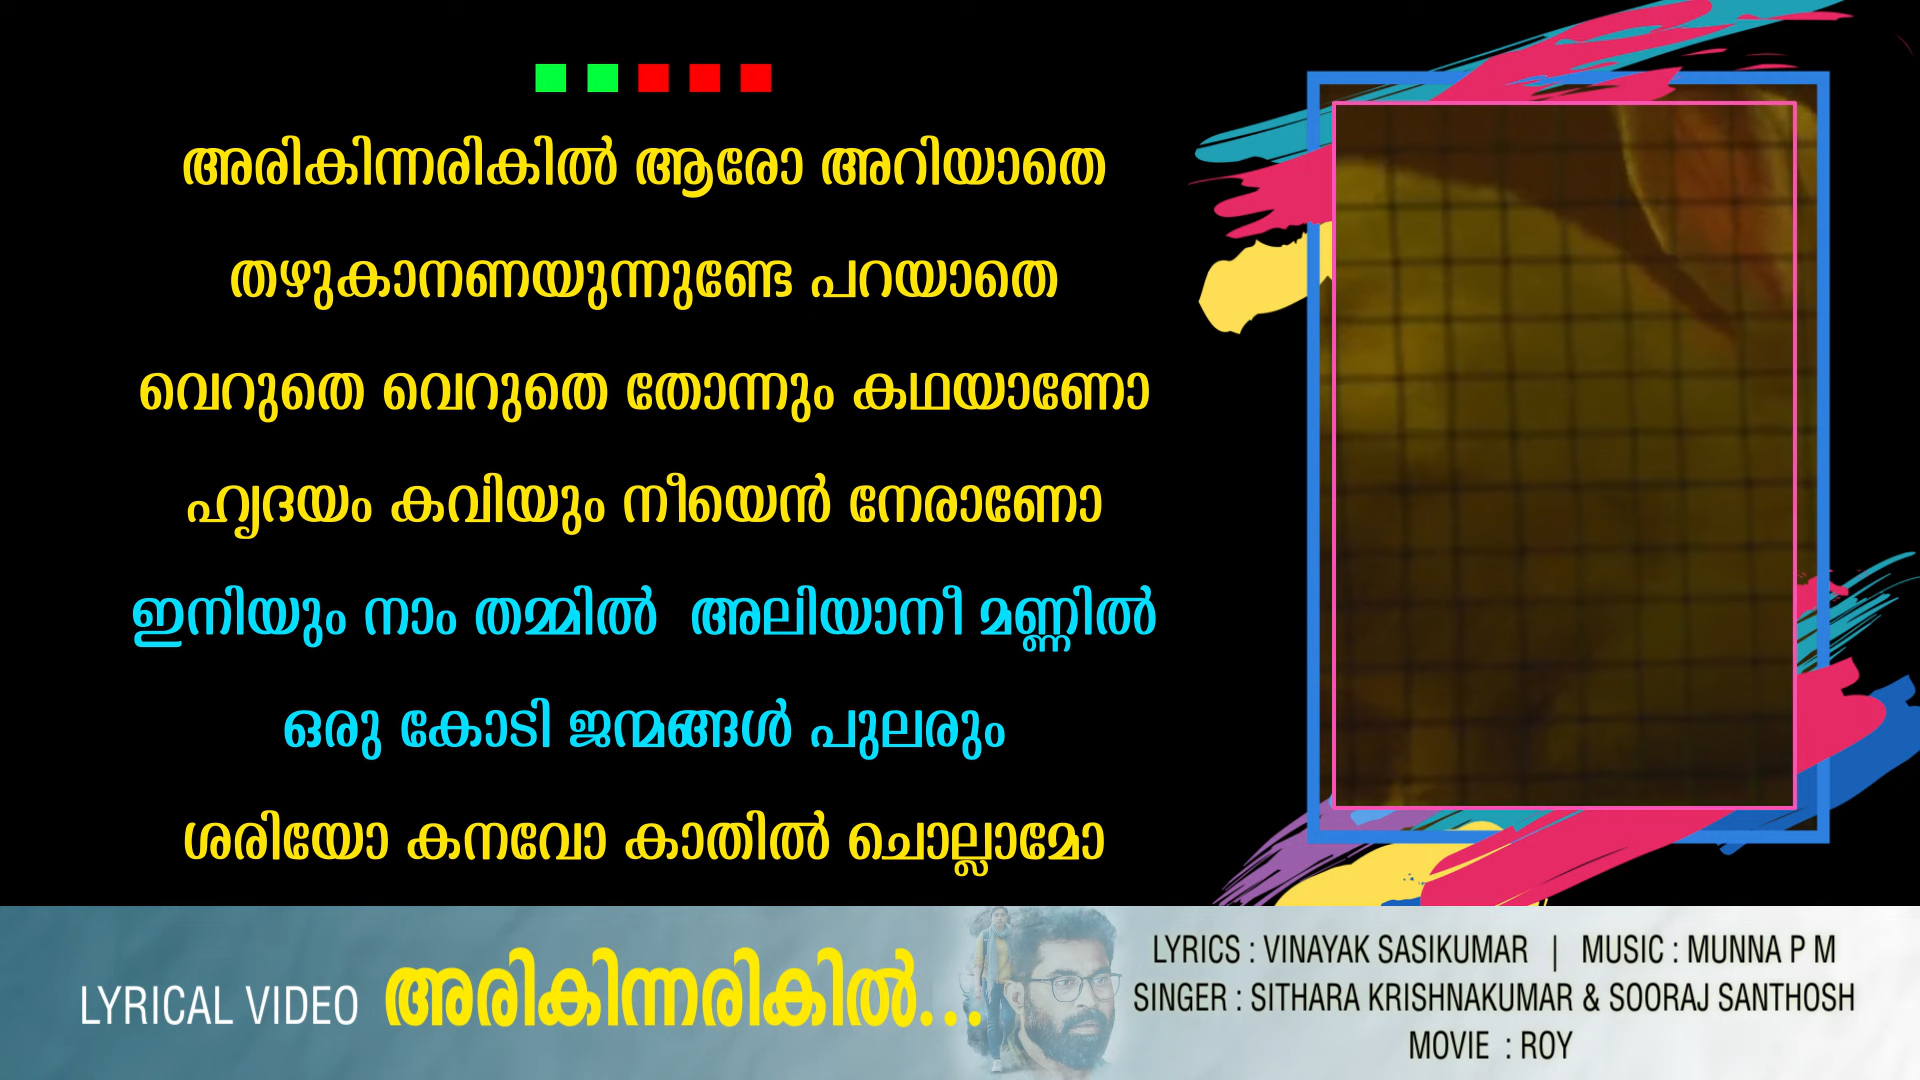 അരികിന്നരികിൽ ആരോ അറിയാതെ
തഴുകാനണയുന്നുണ്ടേ പറയാതെ
വെറുതെ വെറുതെ തോന്നും കഥയാണോ
ഹൃദയം കവിയും നീയെൻ നേരാണോ
ഇനിയും നാം തമ്മിൽ അലിയാനീ മണ്ണിൽ
ഒരു കോടി ജന്മങ്ങൾ പുലരും
ശരിയോ കനവോ കാതിൽ ചൊല്ലാമോ
LYRICAL VIDEO അരികിന്നരികിൽ...
LYRICS : VINAYAK SASIKUMAR | MUSIC : MUNNA P M
SINGER : SITHARA KRISHNAKUMAR & SOORAJ SANTHOSH
MOVIE : ROY